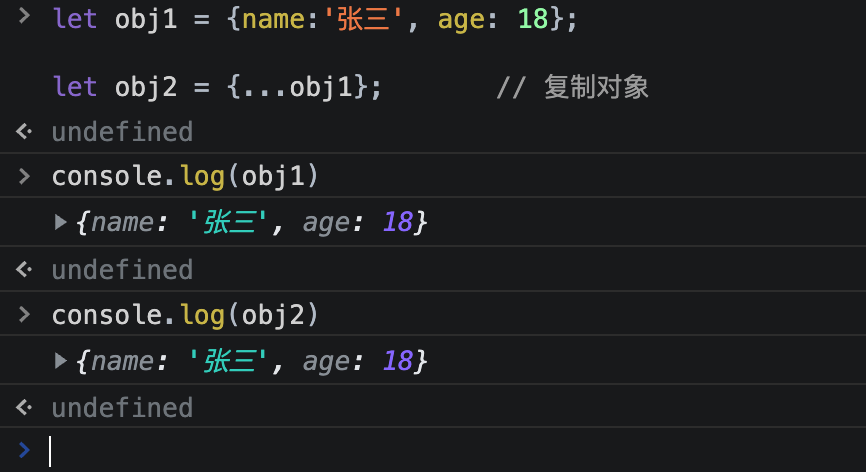 let obj1 = {name:'张三', age: 18};
let obj2 = {...obj1};       // 复制对象
undefined
console.log(obj1)
{name: '张三', age: 18}
undefined
console.log(obj2)
{name: '张三', age: 18}
undefined